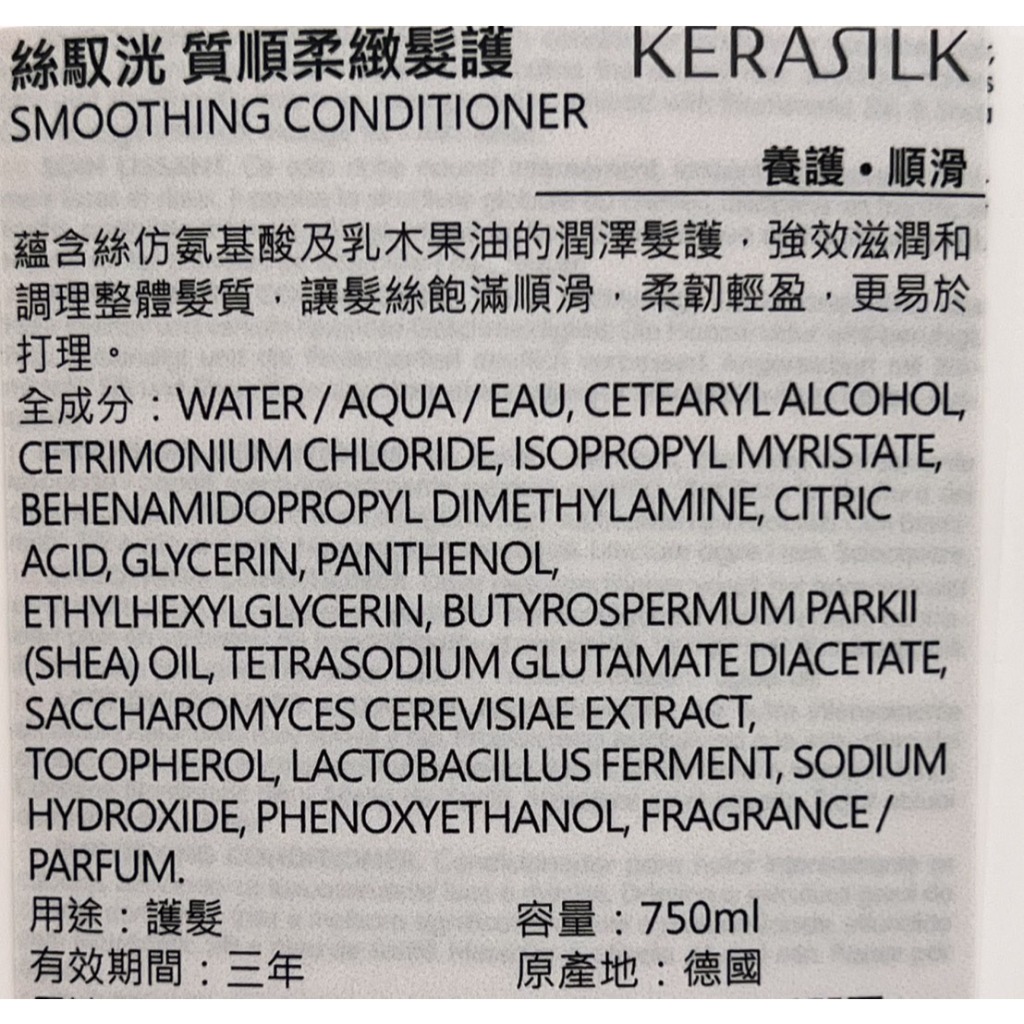 絲馭洸 質順柔緻髮護 KERASILK
SMOOTHING CONDITIONER
養護•順滑
蘊含絲仿氨基酸及乳木果油的潤澤髮護，強效滋潤和
調理整體髮質，讓髮絲飽滿順滑 柔韌輕盈，更易於
打理。
全成分：WATER / AQUA / EAU, CETEARYL ALCOHOL,
CETRIMONIUM CHLORIDE, ISOPROPYL MYRISTATE,
BEHENAMIDOPROPYL DIMETHYLAMINE, CITRIC
ACID, GLYCERIN, PANTHENOL,
ETHYLHEXYLGLYCERIN, BUTYROSPERMUM PARKII
(SHEA) OIL, TETRASODIUM GLUTAMATE DIACETATE,
SACCHAROMYCES CEREVISIAE EXTRACT,
TOCOPHEROL, LACTOBACILLUS FERMENT, SODIUM
HYDROXIDE, PHENOXYETHANOL, FRAGRANCE /
PARFUM.
用途：護髮 容量 750ml
有效期間：三年 原產地：德國